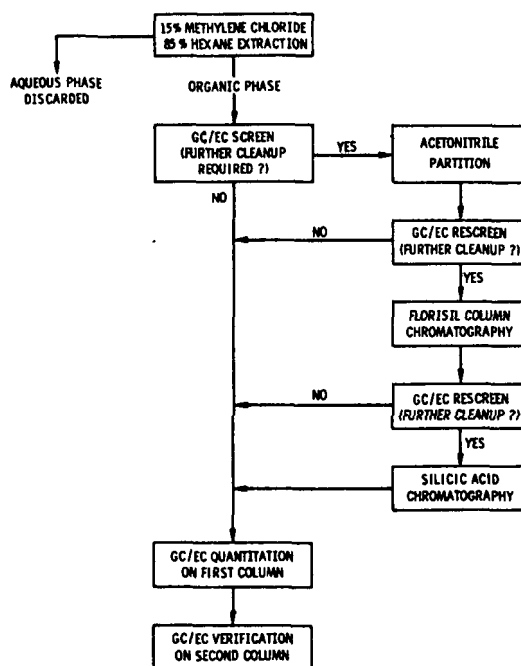 15% METHYLENE CHLORIDE
85% HEXANE EXTRACTION
AQUEOUS PHASE
DISCARDED
ORGANIC PHASE
GC/EC SCREEN
(FURTHER CLEANUP
REQUIRED ?)
YES
ACETONITRILE
PARTITION
NO
NO
GC/EC RESCREEN
(FURTHER CLEANUP ?)
YES
FLORISIL COLUMN
CHROMATOGRAPHY
NO
GC/EC RESCREEN
(FURTHER CLEANUP ?)
YES
SILICIC ACID
CHROMATOGRAPHY
GC/EC QUANTITATION
ON FIRST COLUMN
GC/EC VERIFICATION
ON SECOND COLUMN